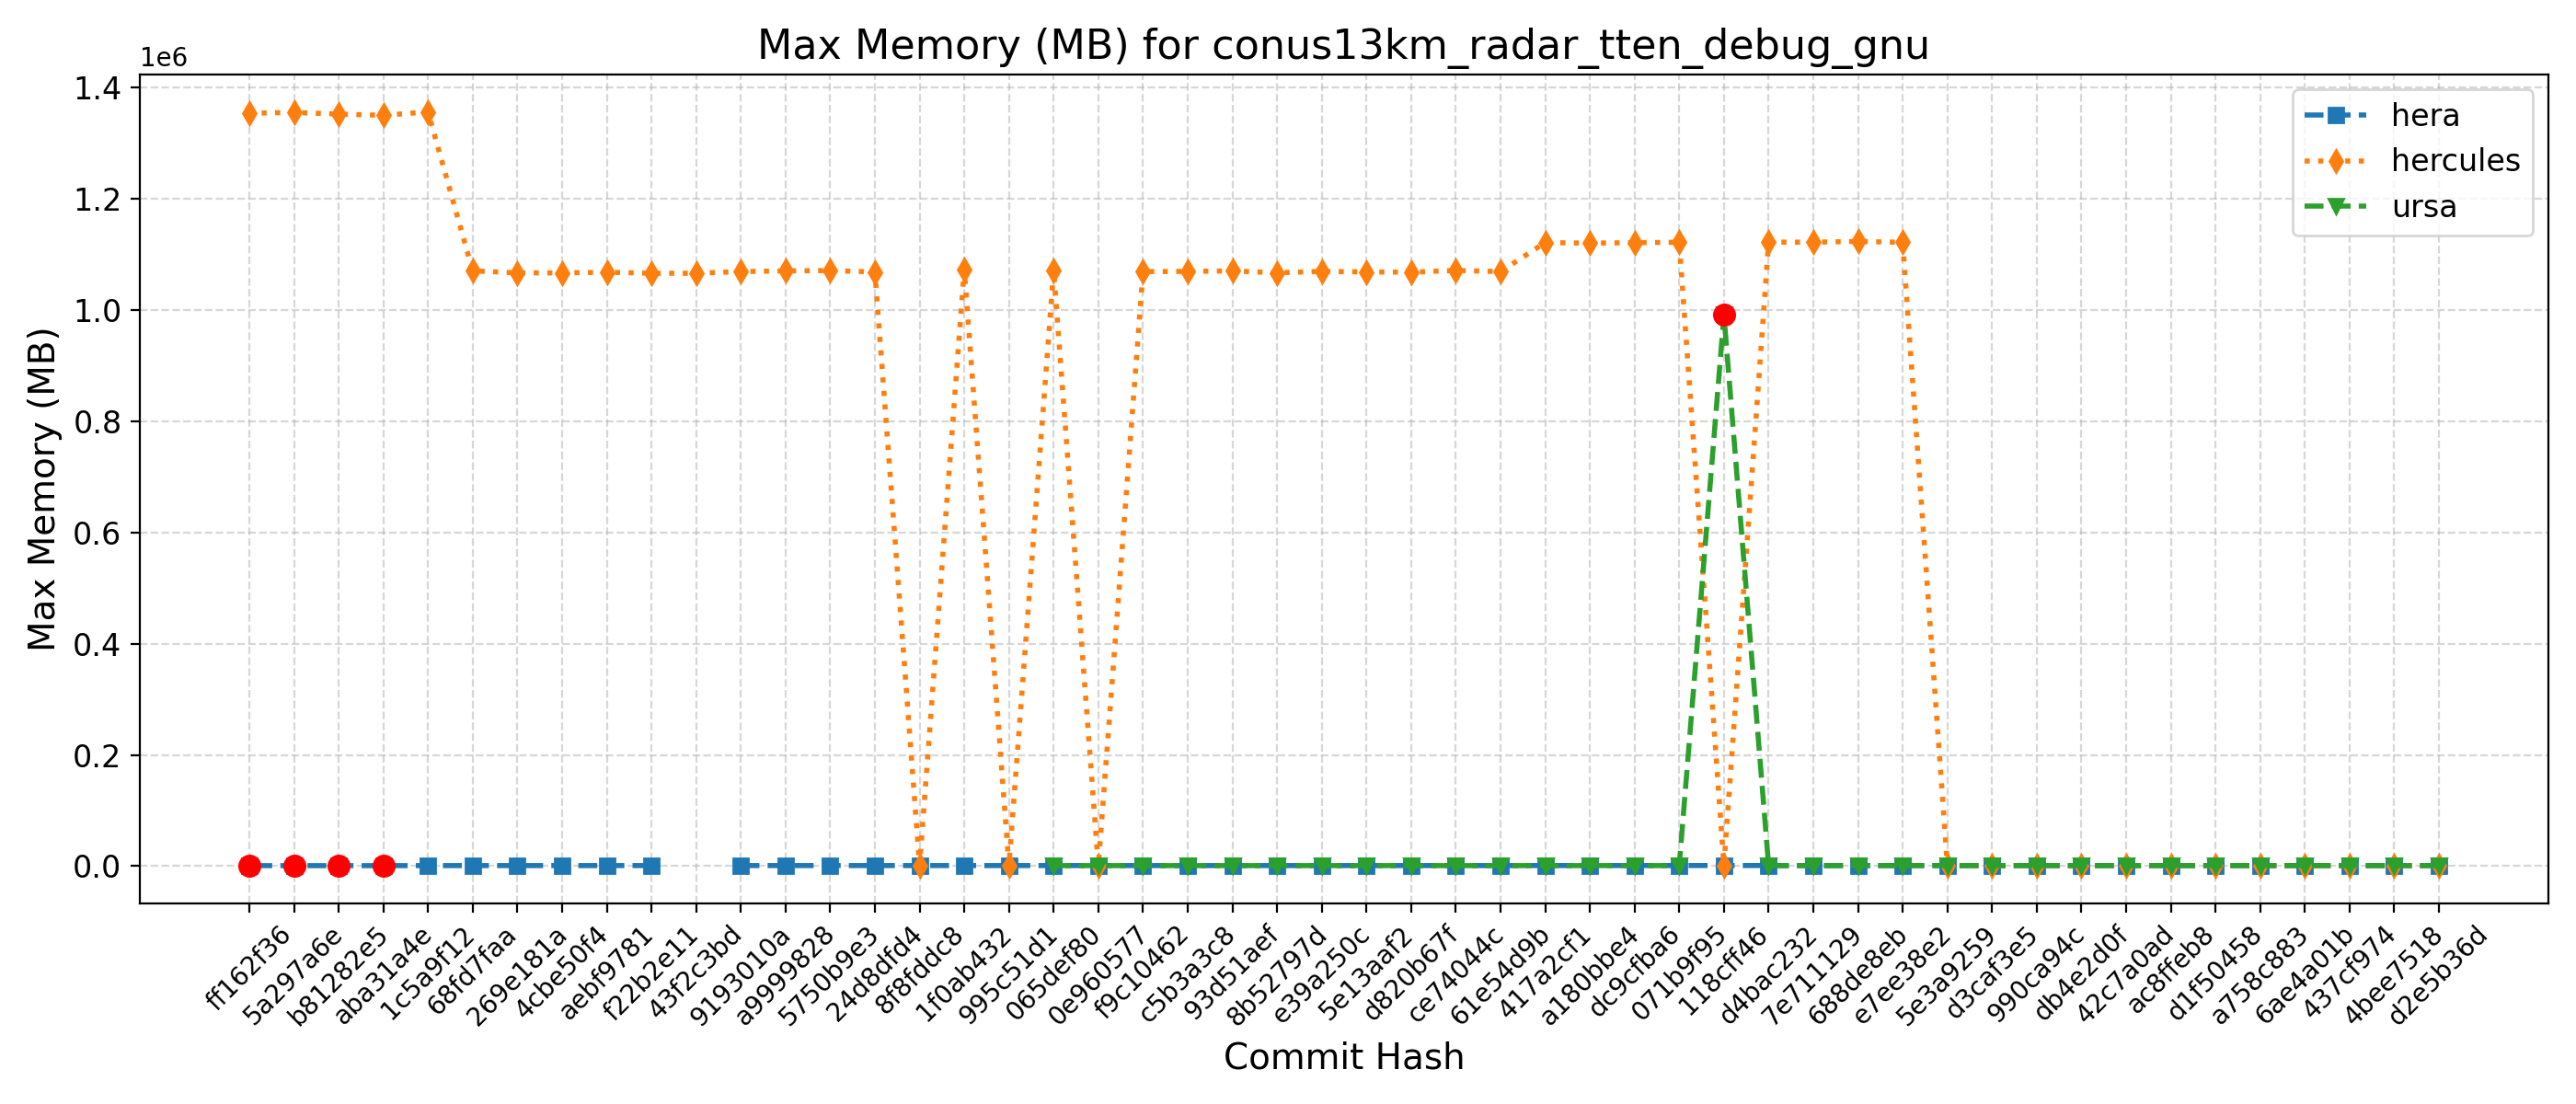 Max Memory (MB) for conus13km_radar_tten_debug_gnu
1e6
1.4
1.2
1.0
0.8
0.6
0.4
0.2
0.0
Max Memory (MB)
hera
hercules
ursa
ff162f36
5a297a6e
b81282e5
aba31a4e
1c5a9f12
68fd7faa
269e181a
4cbe50f4
aebf9781
f22b2e11
43f2c3bd
9193010a
a9999828
5750b9e3
24d8dfd4
8f8fddc8
1f0ab432
995c51d1
065def80
0e960577
f9c10462
c5b3a3c8
93d51aef
8b52797d
e39a250c
5e13aaf2
d820b67f
ce74044c
61e54d9b
417a2cf1
a180bbe4
dc9cfba6
071b9f95
118cff46
d4bac232
7e711129
688de8eb
e7ee38e2
5e3a9259
d3caf3e5
990ca94c
db4e2d0f
42c7a0ad
ac8ffeb8
d1f50458
a758c883
6ae4a01b
437cf974
4bee7518
d2e5b36d
Commit Hash